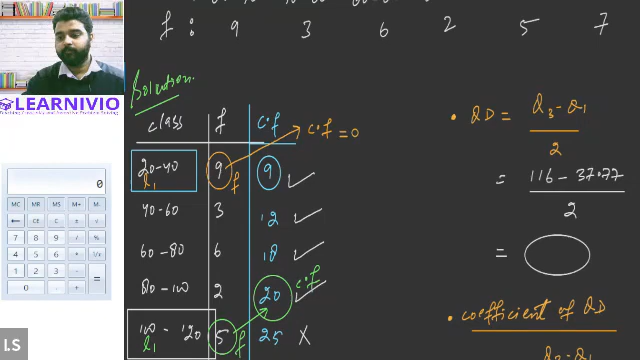 f : 9 3 6 2 5 7
Solution.
LEARNIVIO
class f c.f
c.f = 0
20-40 9 9
l₁ f
40-60 3 12
60-80 6 18
80-100 2 20 c.f
100-120 5 25 X
l₁ f
• QD = Q₃-Q₁
2
= 116-37.77
2
=
• coefficient of QD
Q₃-Q₁
0
MC MR MS M+ M-
← CE C ± √
7 8 9 / %
4 5 6 * 1/x
1 2 3 - =
0 . +
I.S